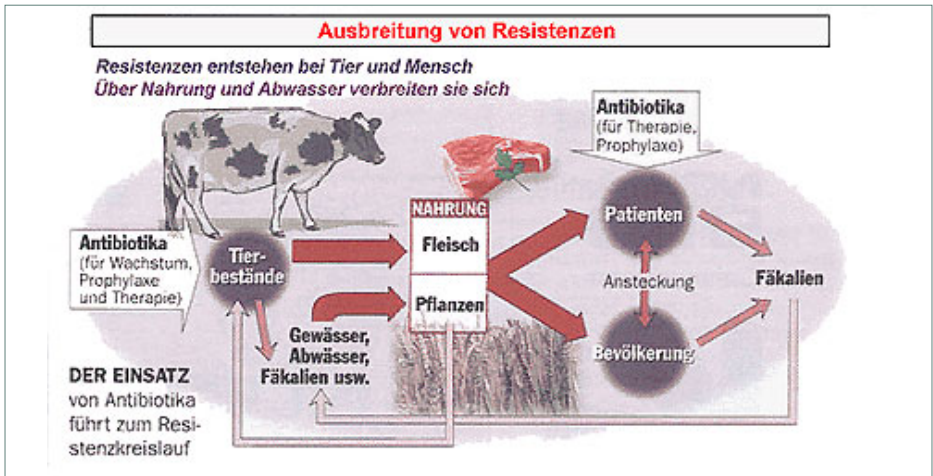 Ausbreitung von Resistenzen
Resistenzen entstehen bei Tier und Mensch
Über Nahrung und Abwasser verbreiten sie sich
Antibiotika
(für Therapie,
Prophylaxe)
NAHRUNG
Fleisch
Pflanzen
Patienten
Antibiotika
(für Wachstum,
Prophylaxe
und Therapie)
Tier-
bestände
Ansteckung
Fäkalien
Gewässer,
Abwässer,
Fäkalien usw.
Bevölkerung
DER EINSATZ
von Antibiotika
führt zum Resi-
stenzkreislauf